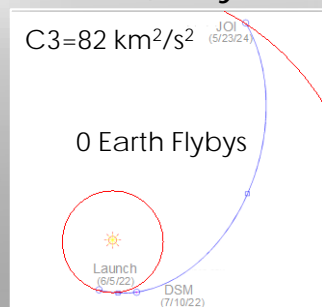 C3=82 km²/s²
JOI
(5/23/24)
0 Earth Flybys
Launch
(6/5/22)
DSM
(7/10/22)